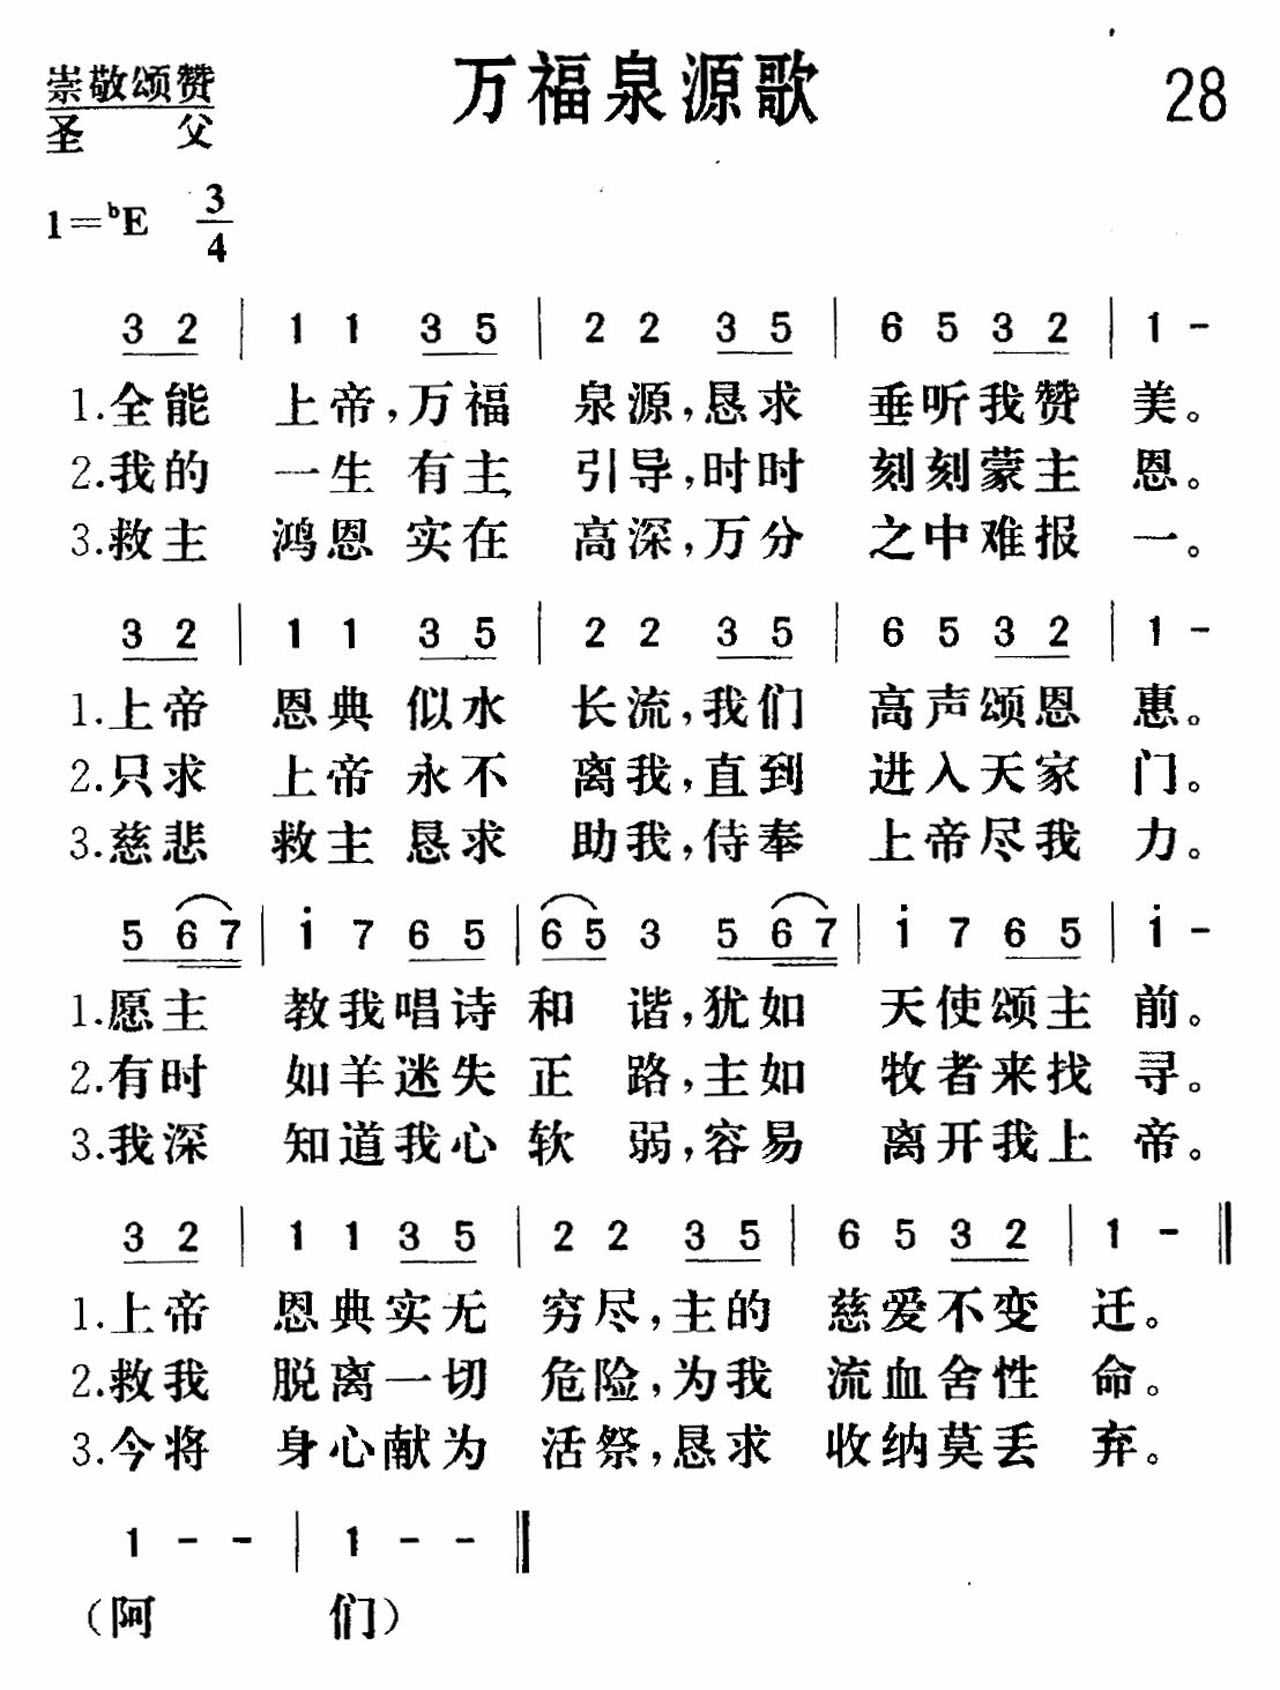 崇敬颂赞
圣 父
万福泉源歌
28
1=ᵇE 3/4
3 2 | 1 1 3 5 | 2 2 3 5 | 6 5 3 2 | 1 -
1.全能 上帝,万福 泉源,恳求 垂听我赞 美。
2.我的 一生 有主 引导,时时 刻刻蒙主 恩。
3.救主 鸿恩 实在 高深,万分 之中难报 一。
3 2 | 1 1 3 5 | 2 2 3 5 | 6 5 3 2 | 1 -
1.上帝 恩典 似水 长流,我们 高声颂恩 惠。
2.只求 上帝 永不 离我,直到 进入天家 门。
3.慈悲 救主 恳求 助我,侍奉 上帝尽我 力。
5 6 7 | i 7 6 5 | 6 5 3 5 6 7 | i 7 6 5 | i -
1.愿主 教我唱诗 和 谐,犹如 天使颂主 前。
2.有时 如羊迷失 正 路,主如 牧者来找 寻。
3.我深 知道我心 软 弱,容易 离开我上 帝。
3 2 | 1 1 3 5 | 2 2 3 5 | 6 5 3 2 | 1 - ‖
1.上帝 恩典实无 穷尽,主的 慈爱不变 迁。
2.救我 脱离一切 危险,为我 流血舍性 命。
3.今将 身心献为 活祭,恳求 收纳莫丢 弃。
1 - - | 1 - - ‖
(阿 们)